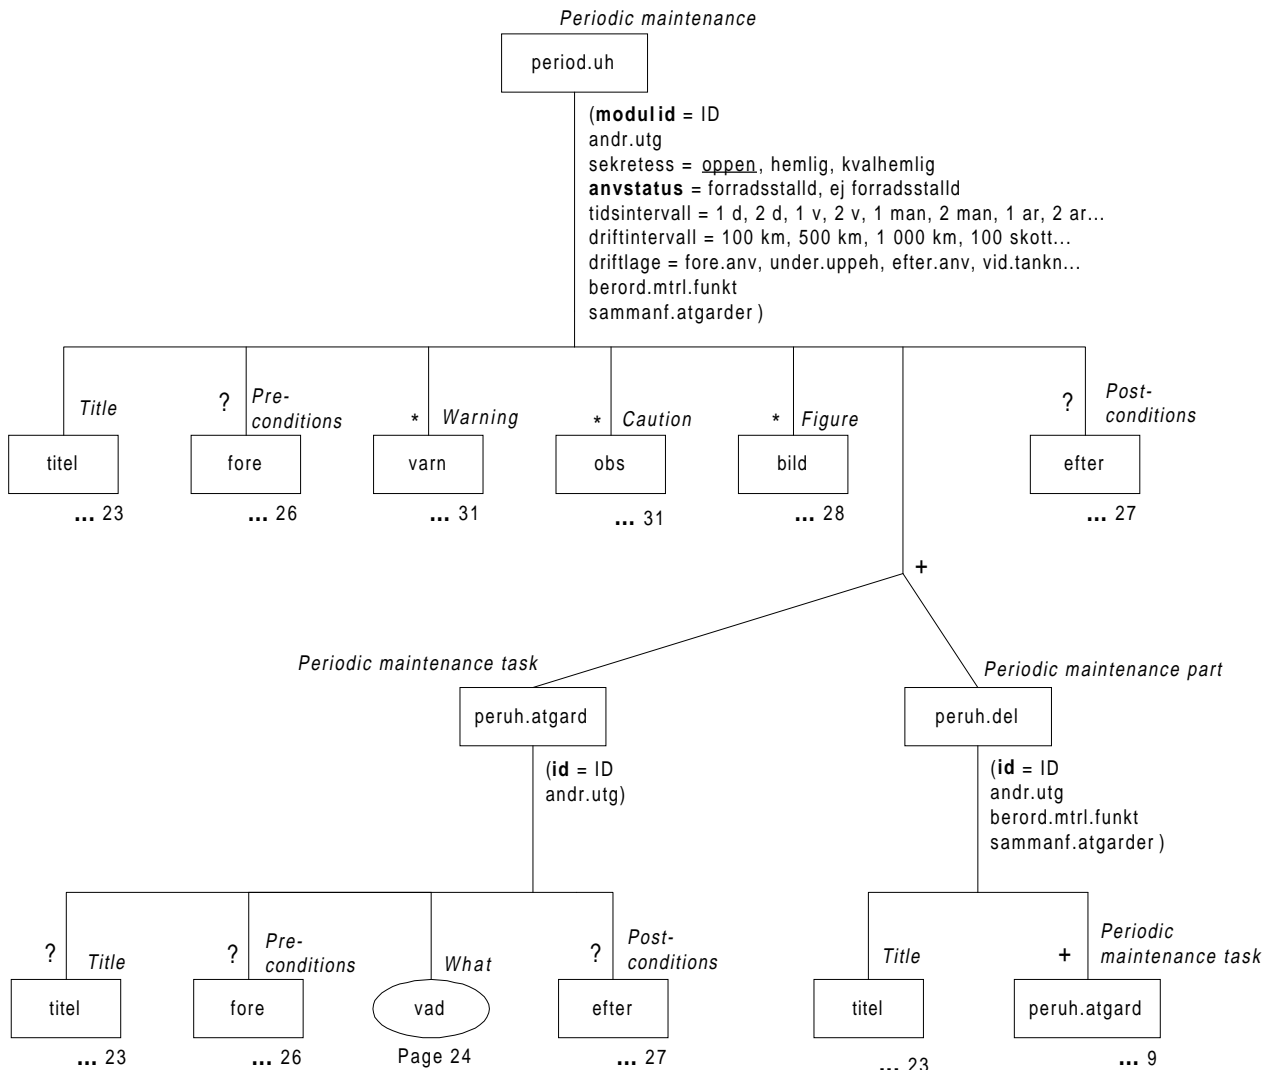 Periodic maintenance
period.uh
(modulid = ID
andr.utg
sekretess = oppen, hemlig, kvalhemlig
anvstatus = forradsstalld, ej forradsstalld
tidsintervall = 1 d, 2 d, 1 v, 2 v, 1 man, 2 man, 1 ar, 2 ar...
driftintervall = 100 km, 500 km, 1 000 km, 100 skott...
driftlage = fore.anv, under.uppeh, efter.anv, vid.tankn...
berord.mtrl.funkt
sammanf.atgarder)
Title
titel
... 23
?
Pre-
conditions
fore
... 26
* Warning
varn
... 31
* Caution
obs
... 31
* Figure
bild
... 28
?
Post-
conditions
efter
... 27
+
Periodic maintenance task
peruh.atgard
(id = ID
andr.utg)
Periodic maintenance part
peruh.del
(id = ID
andr.utg
berord.mtrl.funkt
sammanf.atgarder)
? Title
titel
... 23
?
Pre-
conditions
fore
... 26
What
vad
Page 24
?
Post-
conditions
efter
... 27
Title
titel
... 23
+
Periodic
maintenance task
peruh.atgard
... 9